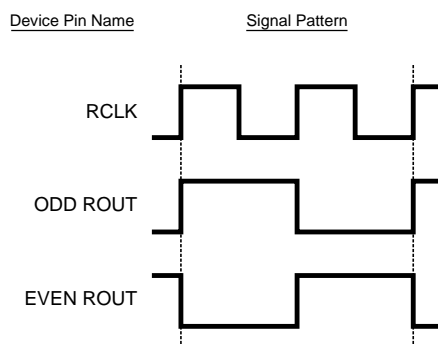 Device Pin Name
Signal Pattern
RCLK
ODD ROUT
EVEN ROUT